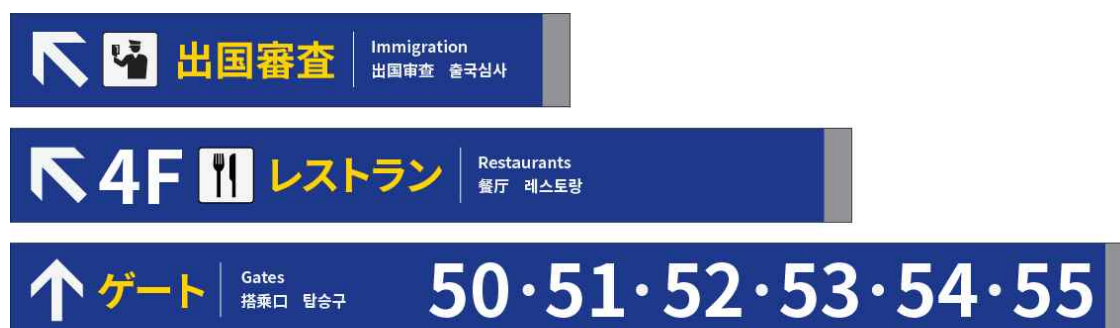 出国審査
Immigration
出国审查 출국심사
4F レストラン
Restaurants
餐厅 레스토랑
ゲート
Gates
搭乘口 탑승구
50・51・52・53・54・55